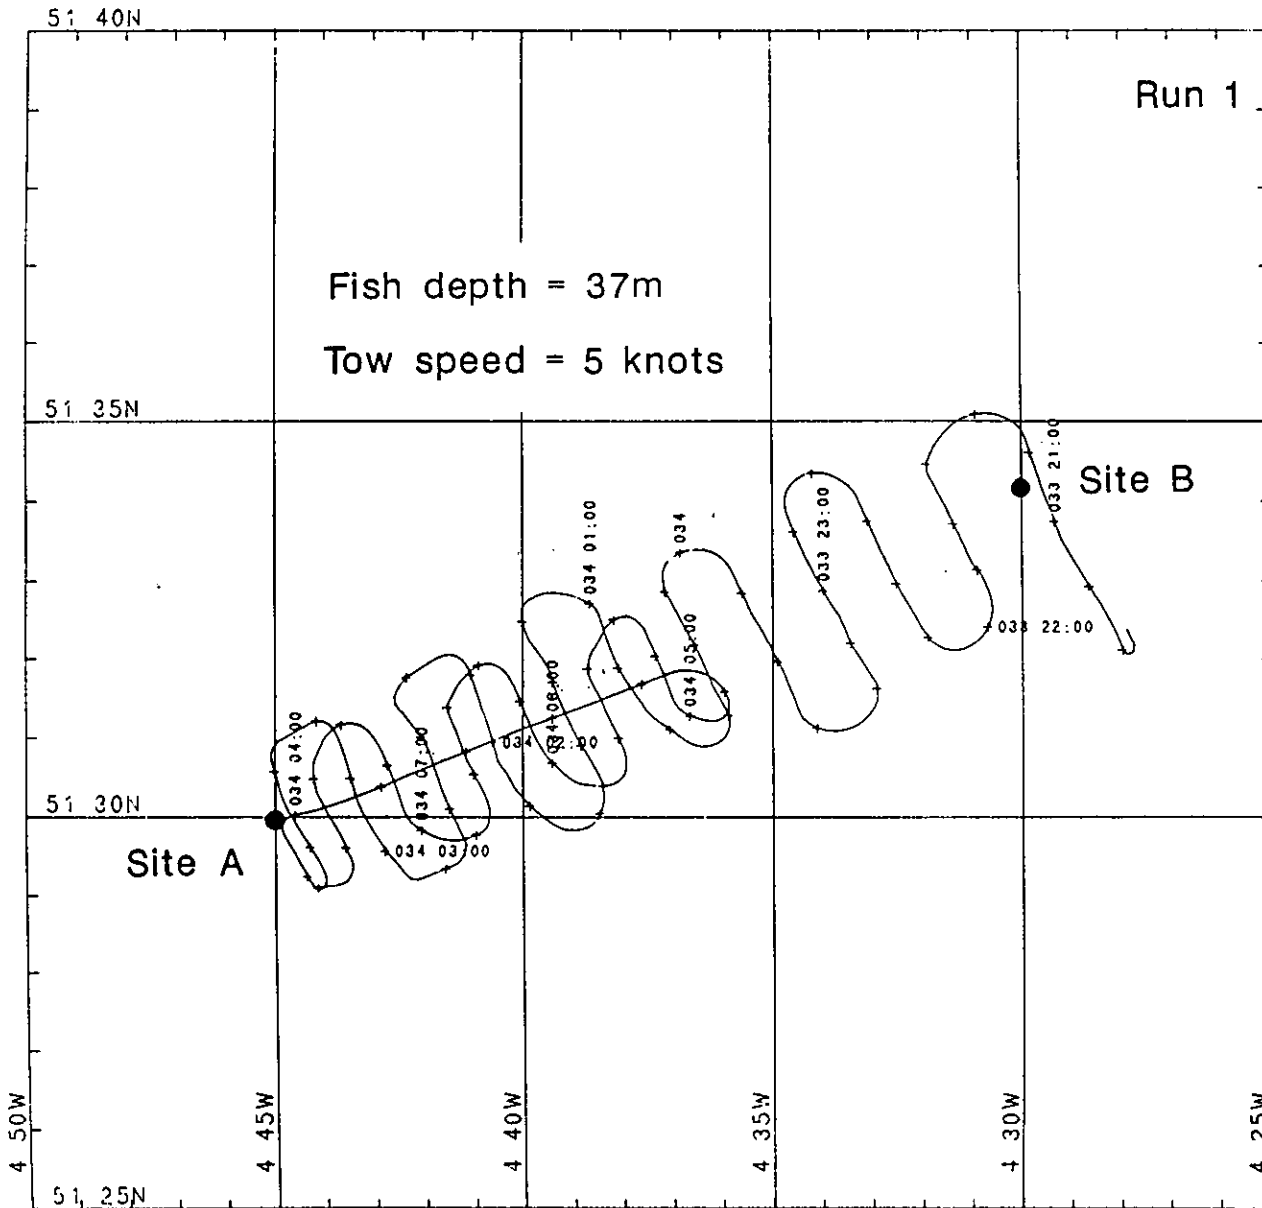 51 40N
Run 1
Fish depth = 37m
Tow speed = 5 knots
51 35N
033 21:00
Site B
034 01:00
034
033 23:00
033 22:00
034 05:00
034 06:00
034 02:00
034 04:00
034 07:00
51 30N
034 03:00
Site A
4 50W
4 45W
4 40W
4 35W
4 30W
4 25W
51 25N